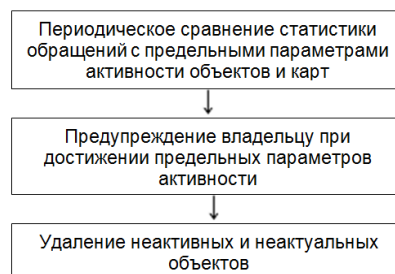 Периодическое сравнение статистики
обращений с предельными параметрами
активности объектов и карт
Предупреждение владельцу при
достижении предельных параметров
активности
Удаление неактивных и неактуальных
объектов